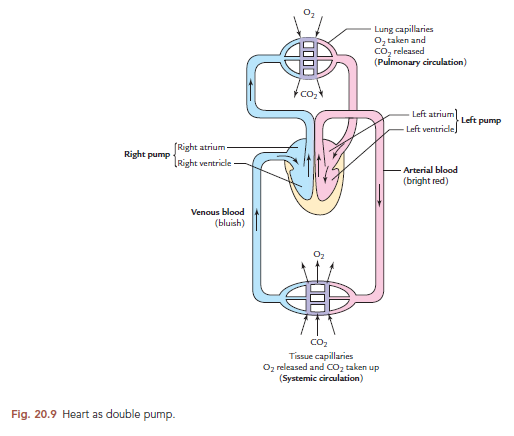 O2
Lung capillaries
O2 taken and
CO2 released
(Pulmonary circulation)
CO2
Left atrium
Left ventricle
Left pump
Right pump
Right atrium
Right ventricle
Arterial blood
(bright red)
Venous blood
(bluish)
O2
CO2
Tissue capillaries
O2 released and CO2 taken up
(Systemic circulation)
Fig. 20.9 Heart as double pump.